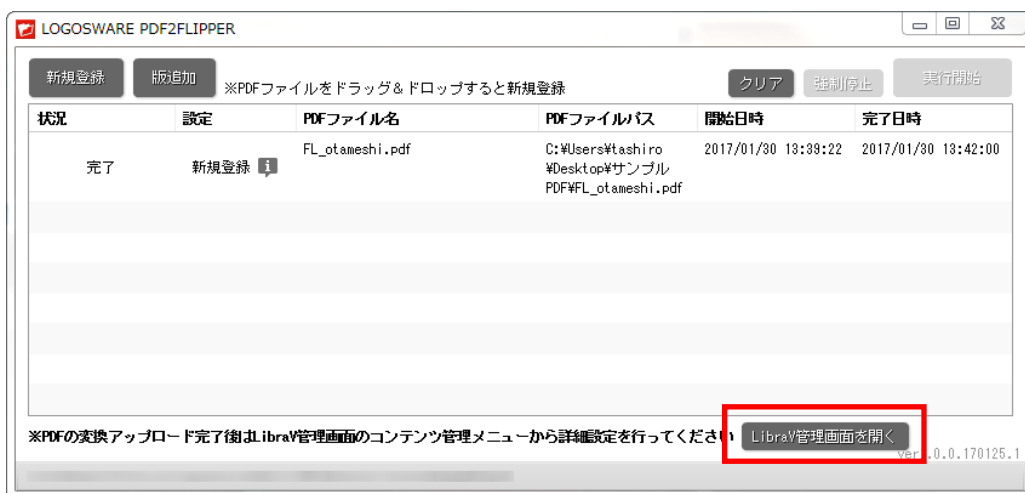 LOGOSWARE PDF2FLIPPER
新規登録 版追加 ※PDFファイルをドラッグ&ドロップすると新規登録 クリア 強制停止 実行開始
状況 設定 PDFファイル名 PDFファイルパス 開始日時 完了日時
完了 新規登録 i FL_otameshi.pdf C:¥Users¥tashiro 2017/01/30 13:39:22 2017/01/30 13:42:00
¥Desktop¥サンプル
PDF¥FL_otameshi.pdf
※PDFの変換アップロード完了後はLibraV管理画面のコンテンツ管理メニューから詳細設定を行ってください LibraV管理画面を開く
ver .0.0.170125.1